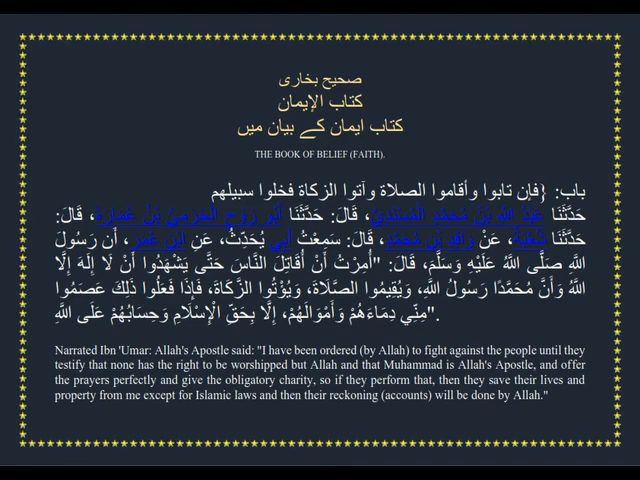 صحیح بخاری
كتاب الإيمان
کتاب ایمان کے بیان میں
THE BOOK OF BELIEF (FAITH).
باب: {فإن تابوا وأقاموا الصلاة وآتوا الزكاة فخلوا سبيلهم
حَدَّثَنَا عَبْدُ اللَّهِ بْنُ مُحَمَّدٍ الْمُسْنَدِيُّ، قَالَ: حَدَّثَنَا أَبُو رَوْحٍ الْحَرَمِيُّ بْنُ عُمَارَةَ، قَالَ:
حَدَّثَنَا شُعْبَةُ، عَنْ وَاقِدِ بْنِ مُحَمَّدٍ، قَالَ: سَمِعْتُ أَبِي يُحَدِّثُ، عَنِ ابْنِ عُمَرَ، أَنَ رَسُولَ
اللَّهِ صَلَّى اللَّهُ عَلَيْهِ وَسَلَّمَ، قَالَ: "أُمِرْتُ أَنْ أُقَاتِلَ النَّاسَ حَتَّى يَشْهَدُوا أَنْ لَا إِلَهَ إِلَّا
اللَّهُ وَأَنَّ مُحَمَّدًا رَسُولُ اللَّهِ، وَيُقِيمُوا الصَّلَاةَ، وَيُؤْتُوا الزَّكَاةَ، فَإِذَا فَعَلُوا ذَلِكَ عَصَمُوا
مِنِّي دِمَاءَهُمْ وَأَمْوَالَهُمْ، إِلَّا بِحَقِّ الْإِسْلَامِ وَحِسَابُهُمْ عَلَى اللَّهِ".
Narrated Ibn 'Umar: Allah's Apostle said: "I have been ordered (by Allah) to fight against the people until they
testify that none has the right to be worshipped but Allah and that Muhammad is Allah's Apostle, and offer
the prayers perfectly and give the obligatory charity, so if they perform that, then they save their lives and
property from me except for Islamic laws and then their reckoning (accounts) will be done by Allah."